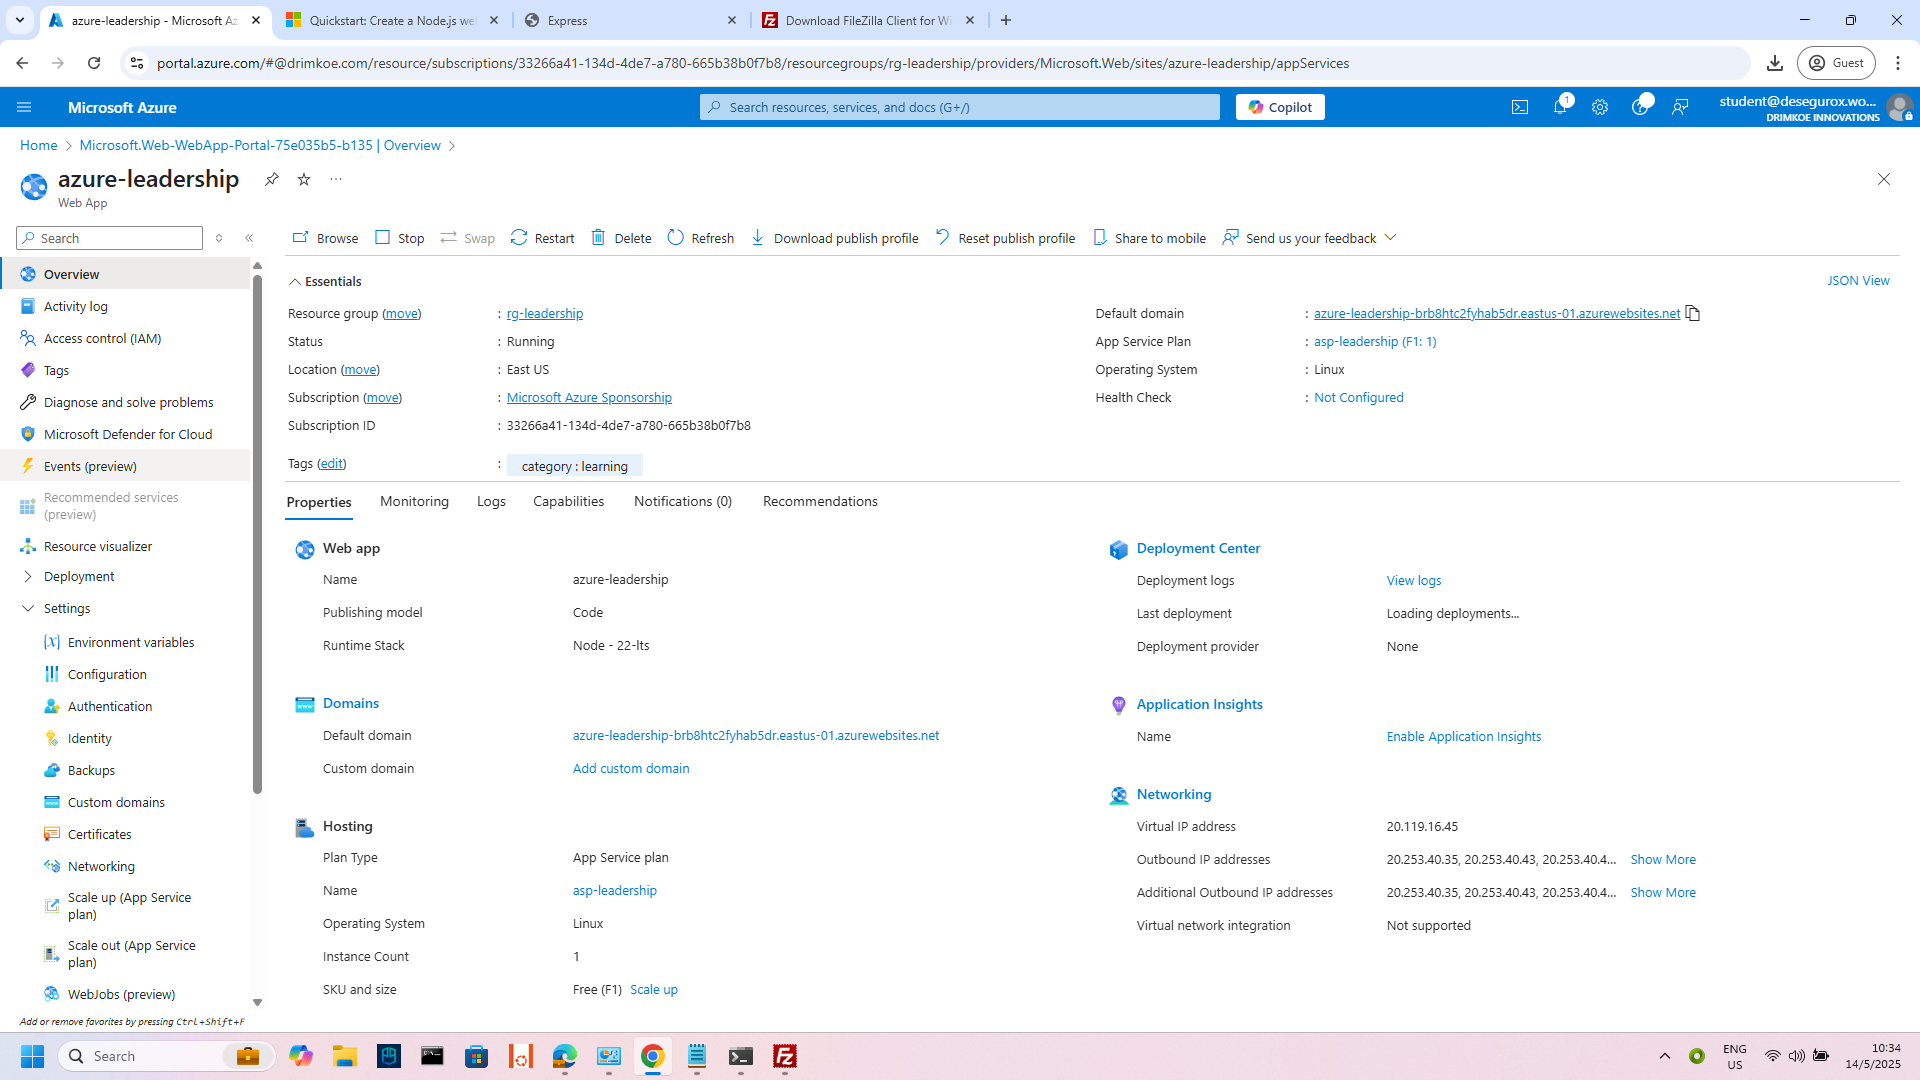 azure-leadership - Microsoft Az
Quickstart: Create a Node.js we
Express
Download FileZilla Client for Wi
portal.azure.com/#@drimkoe.com/resource/subscriptions/33266a41-134d-4de7-a780-665b38b0f7b8/resourcegroups/rg-leadership/providers/Microsoft.Web/sites/azure-leadership/appServices
Guest
Microsoft Azure
Search resources, services, and docs (G+/)
Copilot
1
student@desegurox.wo...
DRIMKOE INNOVATIONS
Home
Microsoft.Web-WebApp-Portal-75e035b5-b135 | Overview
azure-leadership
Web App
Search
Browse
Stop
Swap
Restart
Delete
Refresh
Download publish profile
Reset publish profile
Share to mobile
Send us your feedback
Overview
Activity log
Access control (IAM)
Tags
Diagnose and solve problems
Microsoft Defender for Cloud
Events (preview)
Recommended services
(preview)
Resource visualizer
Deployment
Settings
Environment variables
Configuration
Authentication
Identity
Backups
Custom domains
Certificates
Networking
Scale up (App Service
plan)
Scale out (App Service
plan)
WebJobs (preview)
Add or remove favorites by pressing Ctrl+Shift+F
Essentials
JSON View
Resource group (move) : rg-leadership
Status : Running
Location (move) : East US
Subscription (move) : Microsoft Azure Sponsorship
Subscription ID : 33266a41-134d-4de7-a780-665b38b0f7b8
Tags (edit) : category : learning
Default domain : azure-leadership-brb8htc2fyhab5dr.eastus-01.azurewebsites.net
App Service Plan : asp-leadership (F1: 1)
Operating System : Linux
Health Check : Not Configured
Properties
Monitoring
Logs
Capabilities
Notifications (0)
Recommendations
Web app
Name azure-leadership
Publishing model Code
Runtime Stack Node - 22-lts
Domains
Default domain azure-leadership-brb8htc2fyhab5dr.eastus-01.azurewebsites.net
Custom domain Add custom domain
Hosting
Plan Type App Service plan
Name asp-leadership
Operating System Linux
Instance Count 1
SKU and size Free (F1) Scale up
Deployment Center
Deployment logs View logs
Last deployment Loading deployments...
Deployment provider None
Application Insights
Name Enable Application Insights
Networking
Virtual IP address 20.119.16.45
Outbound IP addresses 20.253.40.35, 20.253.40.43, 20.253.40.4... Show More
Additional Outbound IP addresses 20.253.40.35, 20.253.40.43, 20.253.40.4... Show More
Virtual network integration Not supported
Search
ENG
US
10:34
14/5/2025